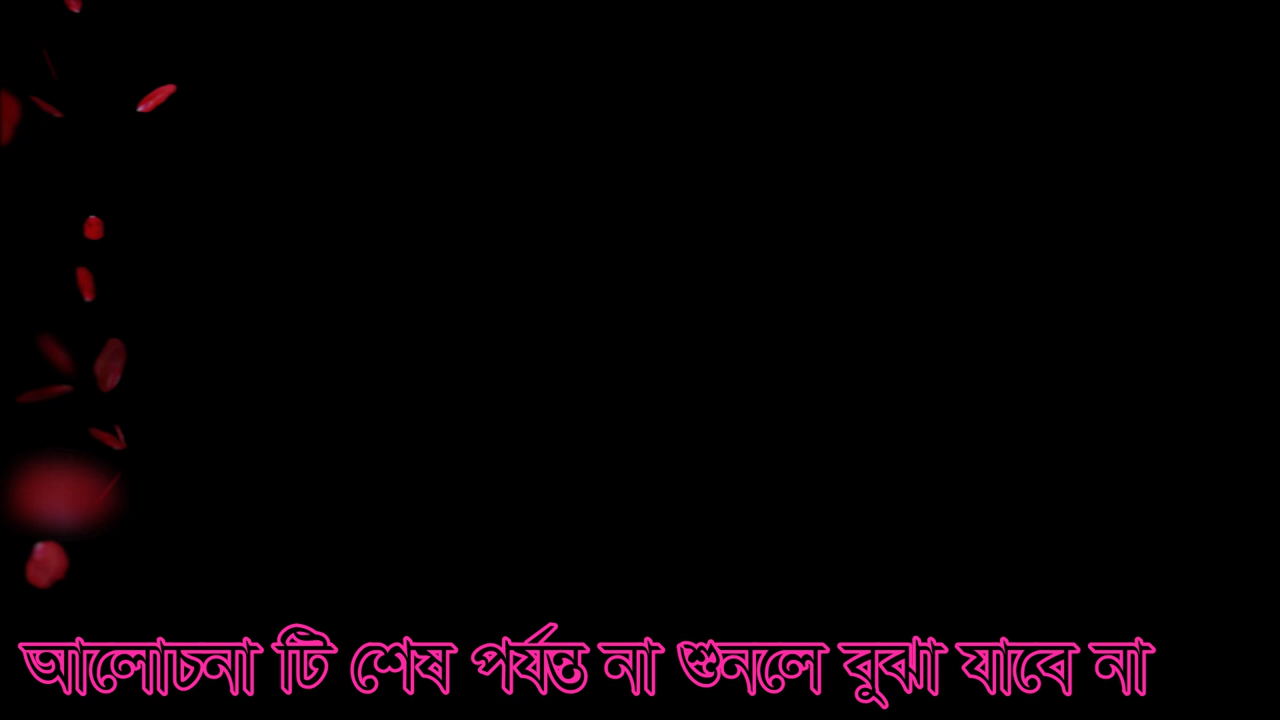 আলোচনা টি শেষ পর্যন্ত না শুনলে বুঝা যাবে না